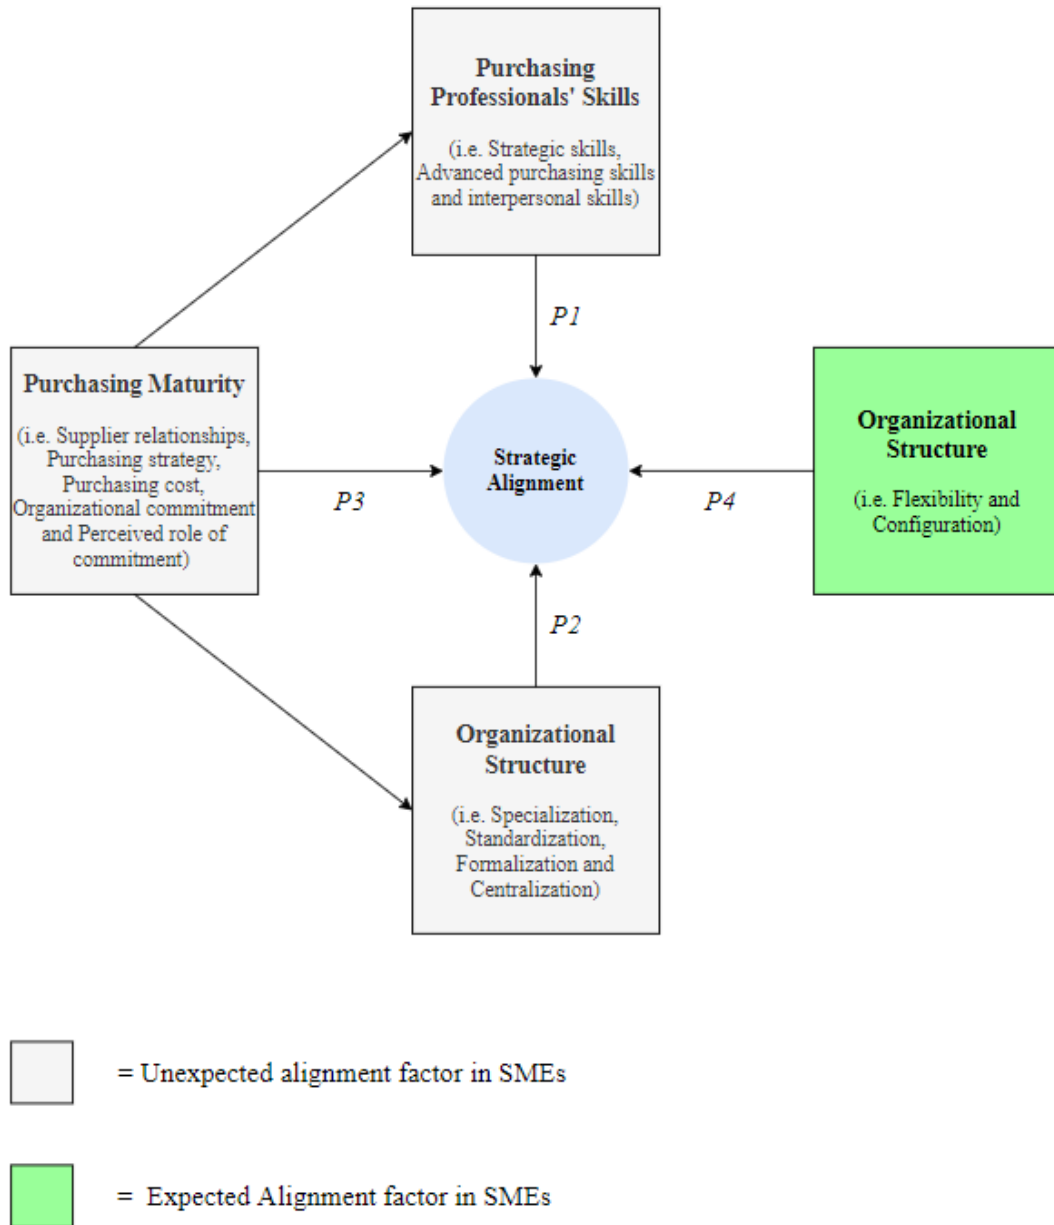 Purchasing
Professionals' Skills
(i.e. Strategic skills,
Advanced purchasing skills
and interpersonal skills)
P1
Purchasing Maturity
(i.e. Supplier relationships,
Purchasing strategy,
Purchasing cost,
Organizational commitment
and Perceived role of
commitment)
P3
Strategic
Alignment
P4
Organizational
Structure
(i.e. Flexibility and
Configuration)
P2
Organizational
Structure
(i.e. Specialization,
Standardization,
Formalization and
Centralization)
= Unexpected alignment factor in SMEs
= Expected Alignment factor in SMEs